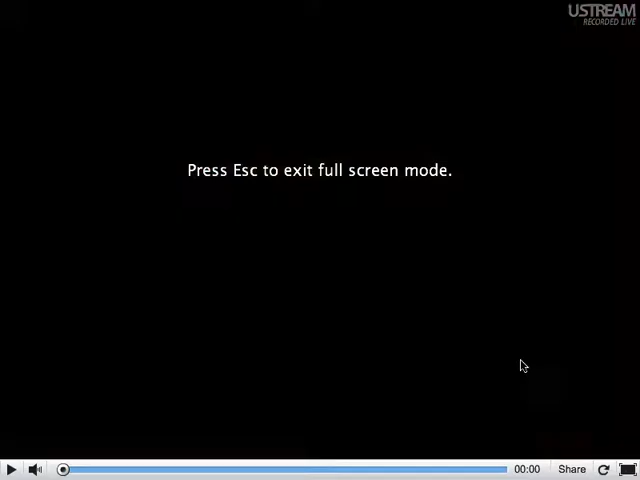 USTREAM
RECORDED LIVE
Press Esc to exit full screen mode.
00:00 Share